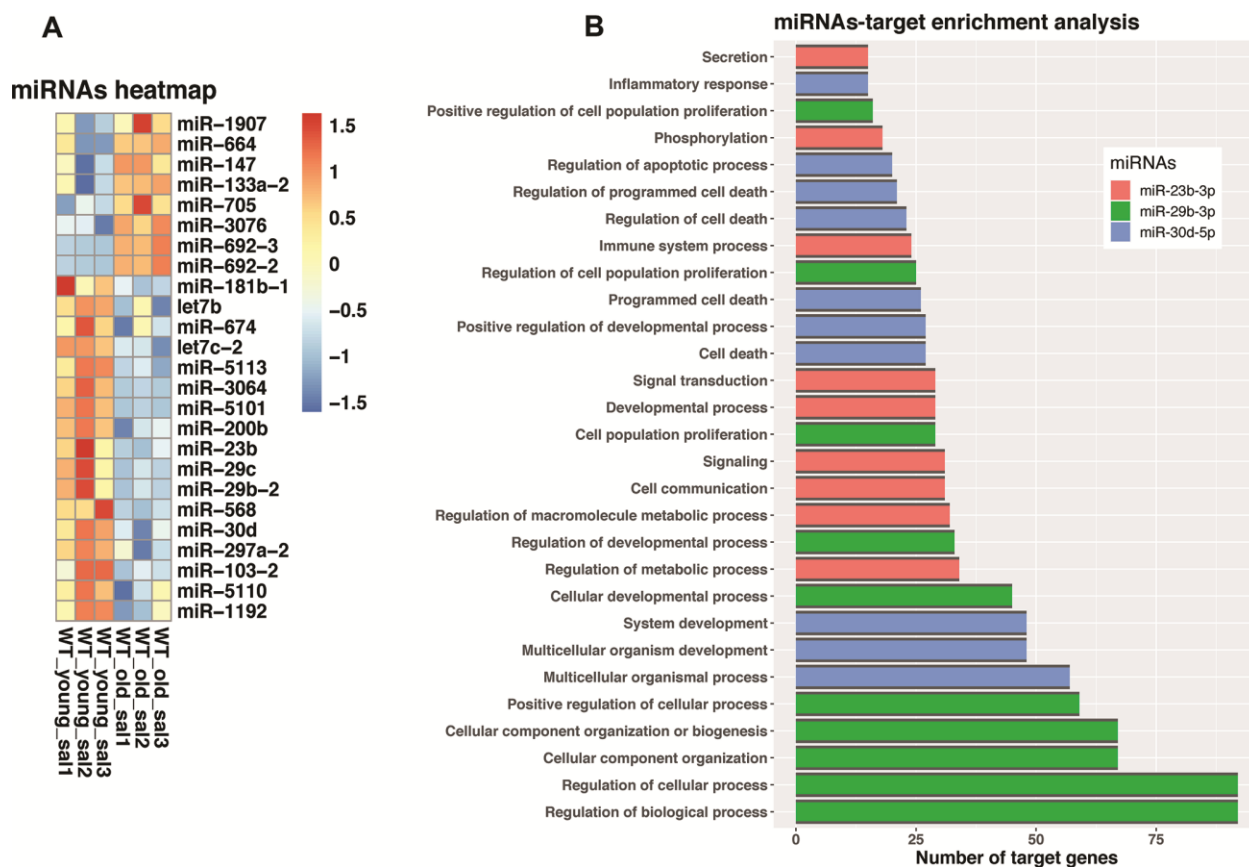 A
miRNAs heatmap
miR−1907
miR−664
miR−147
miR−133a−2
miR−705
miR−3076
miR−692−3
miR−692−2
miR−181b−1
let7b
miR−674
let7c−2
miR−5113
miR−3064
miR−5101
miR−200b
miR−23b
miR−29c
miR−29b−2
miR−568
miR−30d
miR−297a−2
miR−103−2
miR−5110
miR−1192
1.5
1
0.5
0
−0.5
−1
−1.5
WT_young_sal1
WT_young_sal2
WT_young_sal3
WT_old_sal1
WT_old_sal2
WT_old_sal3
B
miRNAs-target enrichment analysis
Secretion
Inflammatory response
Positive regulation of cell population proliferation
Phosphorylation
Regulation of apoptotic process
Regulation of programmed cell death
Regulation of cell death
Immune system process
Regulation of cell population proliferation
Programmed cell death
Positive regulation of developmental process
Cell death
Signal transduction
Developmental process
Cell population proliferation
Signaling
Cell communication
Regulation of macromolecule metabolic process
Regulation of developmental process
Regulation of metabolic process
Cellular developmental process
System development
Multicellular organism development
Multicellular organismal process
Positive regulation of cellular process
Cellular component organization or biogenesis
Cellular component organization
Regulation of cellular process
Regulation of biological process
0 25 50 75
Number of target genes
miRNAs
miR-23b-3p
miR-29b-3p
miR-30d-5p